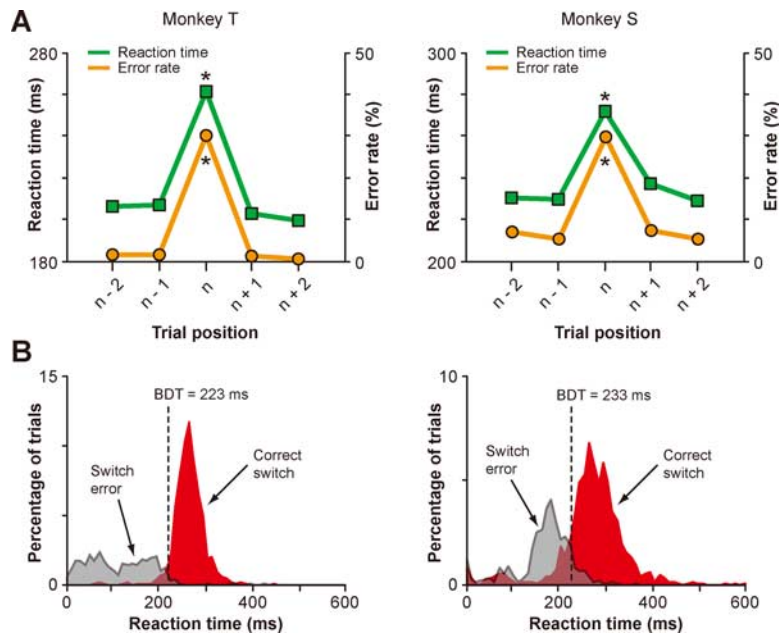 Monkey T
Monkey S
A
280
50
Reaction time
Error rate
*
*
Reaction time (ms)
Error rate (%)
180
0
n - 2
n - 1
n
n + 1
n + 2
Trial position
300
50
Reaction time
Error rate
*
*
Reaction time (ms)
Error rate (%)
200
0
n - 2
n - 1
n
n + 1
n + 2
Trial position
B
15
BDT = 223 ms
Switch
error
Correct
switch
Percentage of trials
0
0
200
400
600
Reaction time (ms)
10
BDT = 233 ms
Switch
error
Correct
switch
Percentage of trials
0
0
200
400
600
Reaction time (ms)